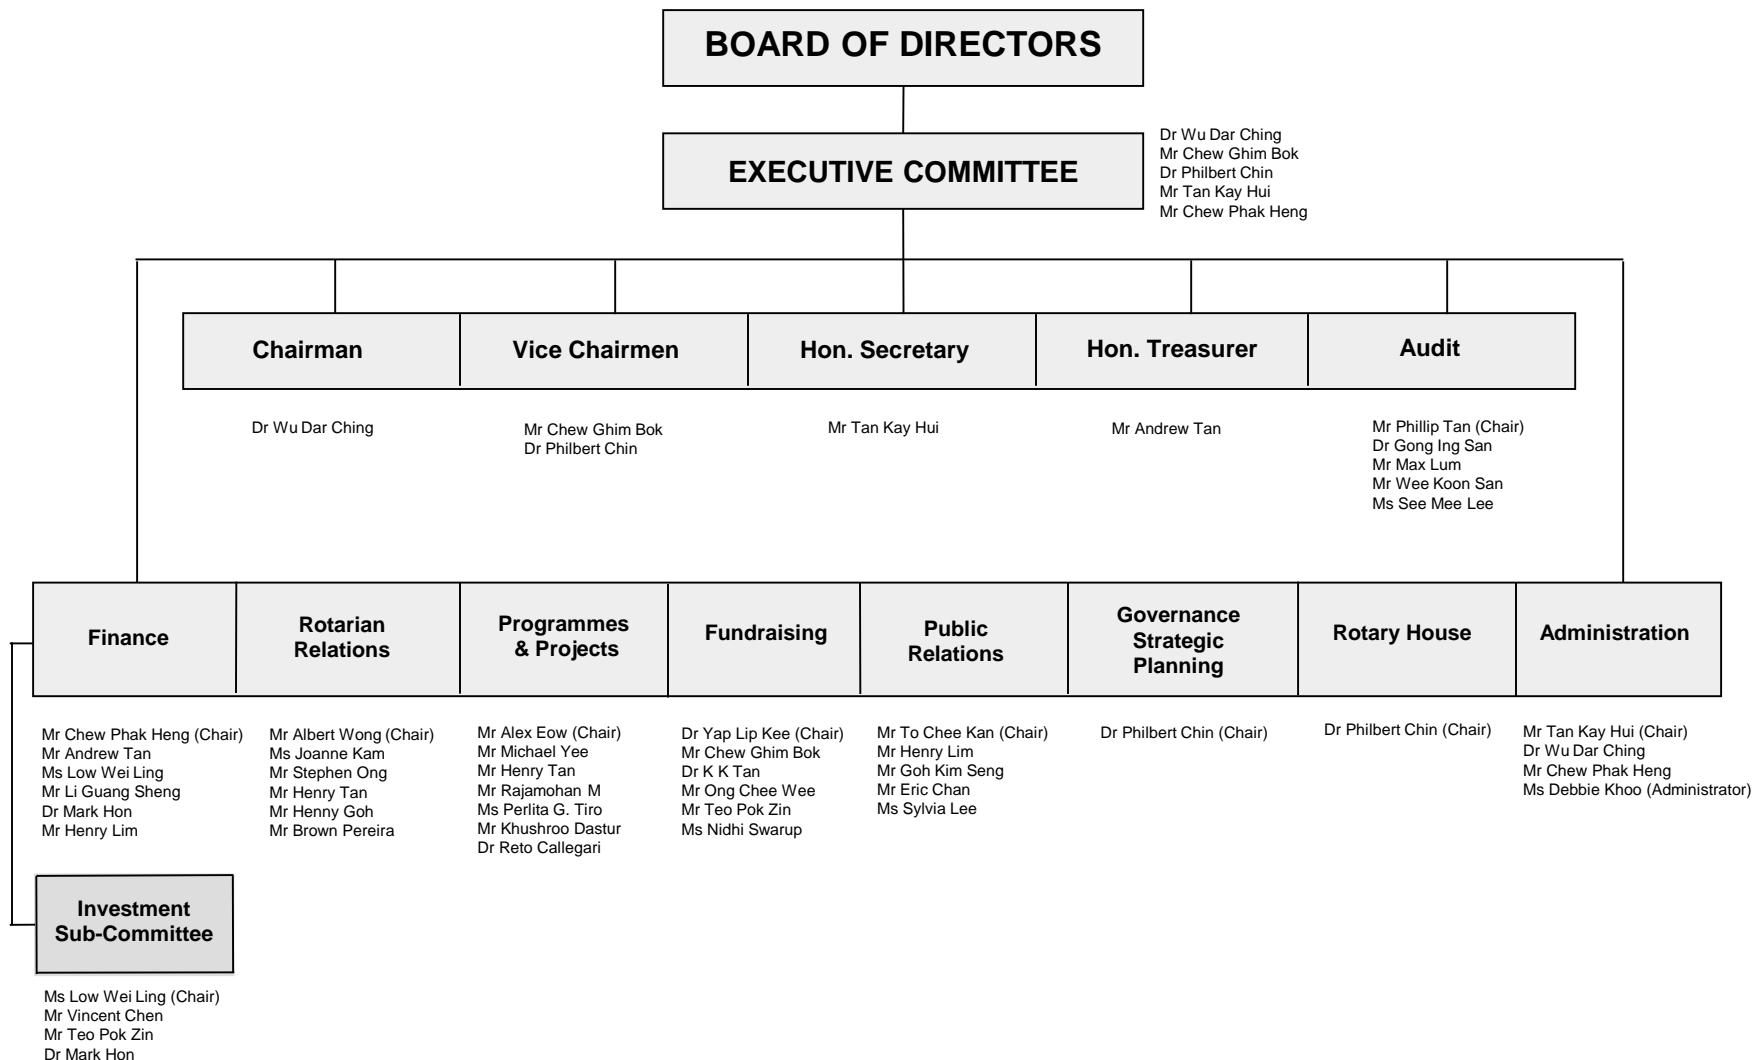 BOARD OF DIRECTORS
EXECUTIVE COMMITTEE
Dr Wu Dar Ching
Mr Chew Ghim Bok
Dr Philbert Chin
Mr Tan Kay Hui
Mr Chew Phak Heng
Chairman
Dr Wu Dar Ching
Vice Chairmen
Mr Chew Ghim Bok
Dr Philbert Chin
Hon. Secretary
Mr Tan Kay Hui
Hon. Treasurer
Mr Andrew Tan
Audit
Mr Phillip Tan (Chair)
Dr Gong Ing San
Mr Max Lum
Mr Wee Koon San
Ms See Mee Lee
Finance
Mr Chew Phak Heng (Chair)
Mr Andrew Tan
Ms Low Wei Ling
Mr Li Guang Sheng
Dr Mark Hon
Mr Henry Lim
Investment
Sub-Committee
Ms Low Wei Ling (Chair)
Mr Vincent Chen
Mr Teo Pok Zin
Dr Mark Hon
Rotarian
Relations
Mr Albert Wong (Chair)
Ms Joanne Kam
Mr Stephen Ong
Mr Henry Tan
Mr Henny Goh
Mr Brown Pereira
Programmes
& Projects
Mr Alex Eow (Chair)
Mr Michael Yee
Mr Henry Tan
Mr Rajamohan M
Ms Perlita G. Tiro
Mr Khushroo Dastur
Dr Reto Callegari
Fundraising
Dr Yap Lip Kee (Chair)
Mr Chew Ghim Bok
Dr K K Tan
Mr Ong Chee Wee
Mr Teo Pok Zin
Ms Nidhi Swarup
Public
Relations
Mr To Chee Kan (Chair)
Mr Henry Lim
Mr Goh Kim Seng
Mr Eric Chan
Ms Sylvia Lee
Governance
Strategic
Planning
Dr Philbert Chin (Chair)
Rotary House
Dr Philbert Chin (Chair)
Administration
Mr Tan Kay Hui (Chair)
Dr Wu Dar Ching
Mr Chew Phak Heng
Ms Debbie Khoo (Administrator)